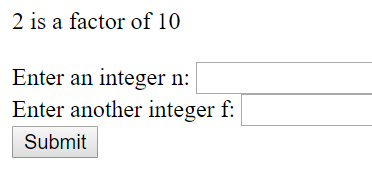 2 is a factor of 10
Enter an integer n:
Enter another integer f:
Submit